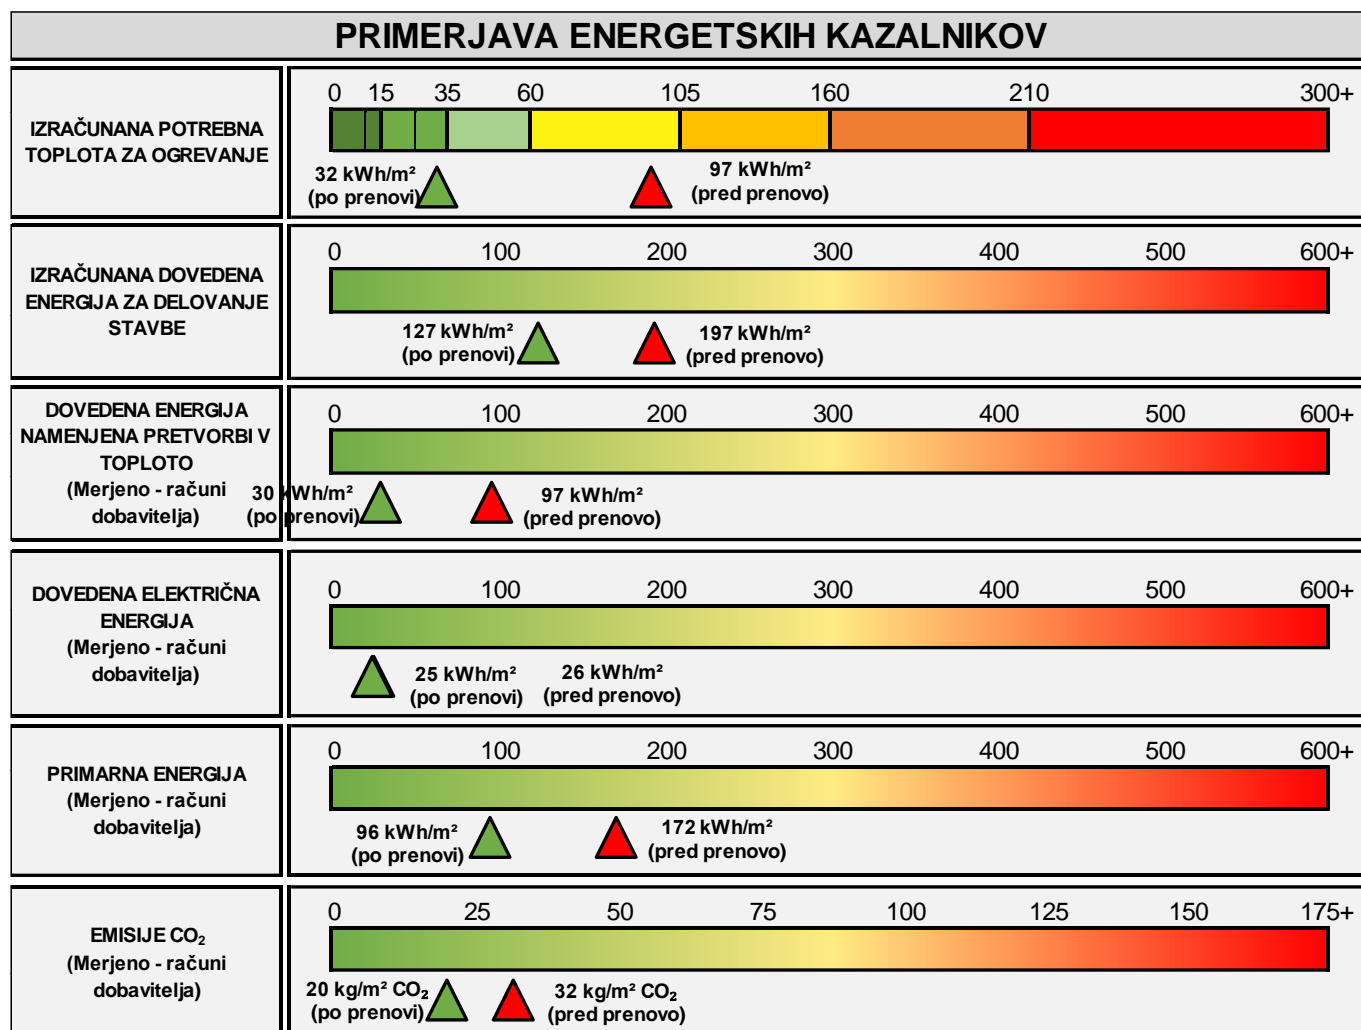 PRIMERJAVA ENERGETSKIH KAZALNIKOV
IZRAČUNANA POTREBNA
TOPLOTA ZA OGREVANJE
0 15 35 60 105 160 210 300+
32 kWh/m²
(po prenovi)
97 kWh/m²
(pred prenovo)
IZRAČUNANA DOVEDENA
ENERGIJA ZA DELOVANJE
STAVBE
0 100 200 300 400 500 600+
127 kWh/m²
(po prenovi)
197 kWh/m²
(pred prenovo)
DOVEDENA ENERGIJA
NAMENJENA PRETVORBI V
TOPLOTO
(Merjeno - računi
dobavitelja)
0 100 200 300 400 500 600+
30 kWh/m²
(po prenovi)
97 kWh/m²
(pred prenovo)
DOVEDENA ELEKTRIČNA
ENERGIJA
(Merjeno - računi
dobavitelja)
0 100 200 300 400 500 600+
25 kWh/m²
(po prenovi)
26 kWh/m²
(pred prenovo)
PRIMARNA ENERGIJA
(Merjeno - računi
dobavitelja)
0 100 200 300 400 500 600+
96 kWh/m²
(po prenovi)
172 kWh/m²
(pred prenovo)
EMISIJE CO₂
(Merjeno - računi
dobavitelja)
0 25 50 75 100 125 150 175+
20 kg/m² CO₂
(po prenovi)
32 kg/m² CO₂
(pred prenovo)